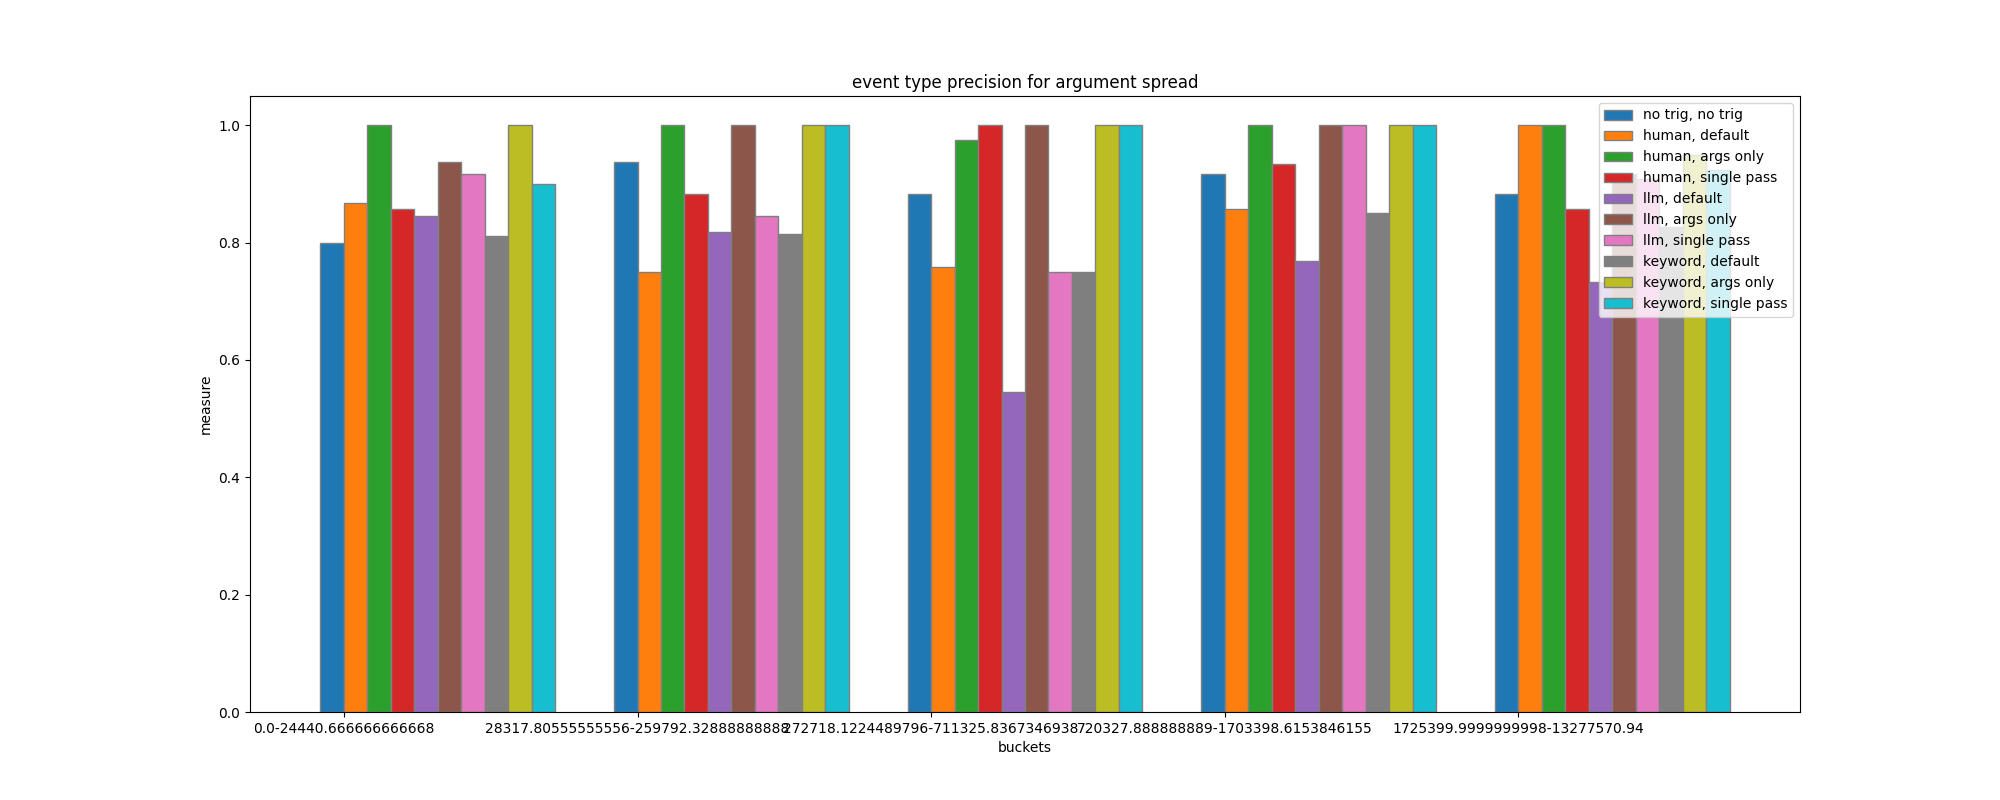 event type precision for argument spread
measure
1.0
0.8
0.6
0.4
0.2
0.0
no trig, no trig
human, default
human, args only
human, single pass
llm, default
llm, args only
llm, single pass
keyword, default
keyword, args only
keyword, single pass
0.0-24440.666666666668
28317.805555555556-259792.3288888888888
272718.1224489796-711325.8367346938
720327.888888889-1703398.6153846155
1725399.9999999998-13277570.94
buckets